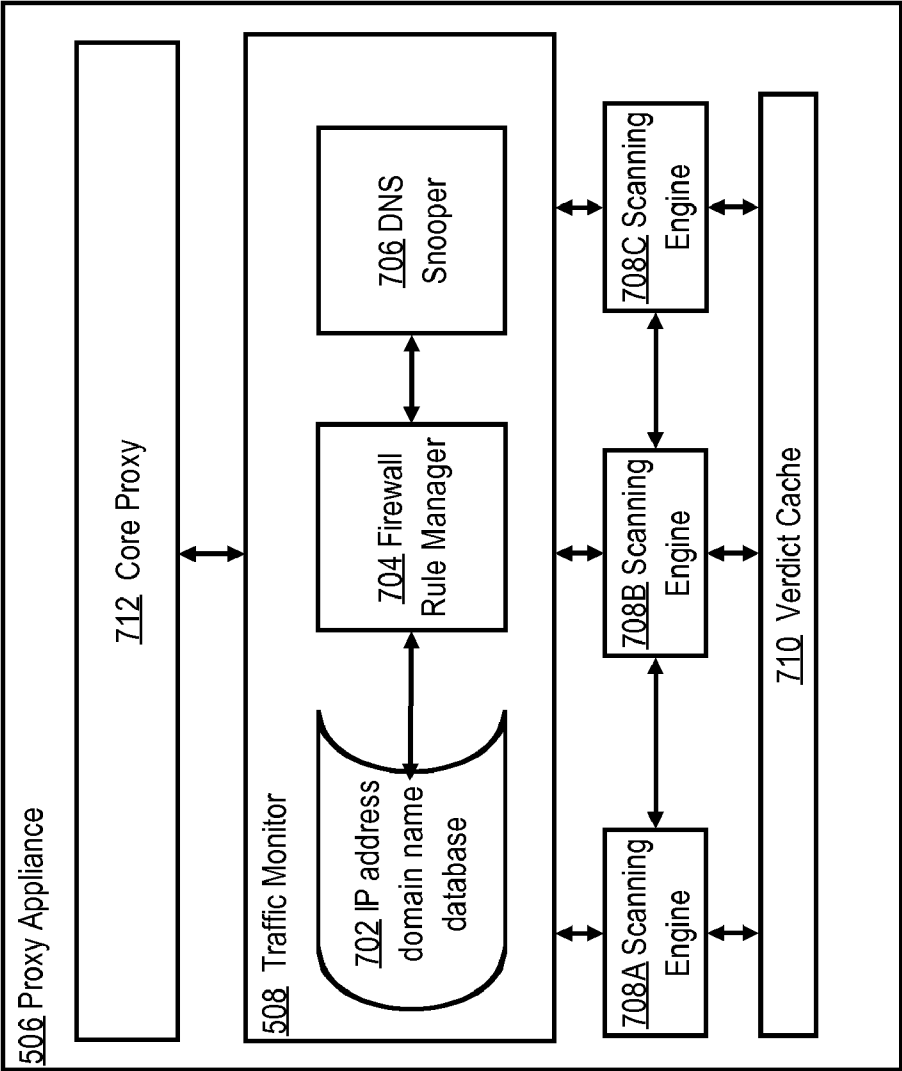 506 Proxy Appliance
712 Core Proxy
508 Traffic Monitor
702 IP address
domain name
database
704 Firewall
Rule Manager
706 DNS
Snooper
708A Scanning
Engine
708B Scanning
Engine
708C Scanning
Engine
710 Verdict Cache